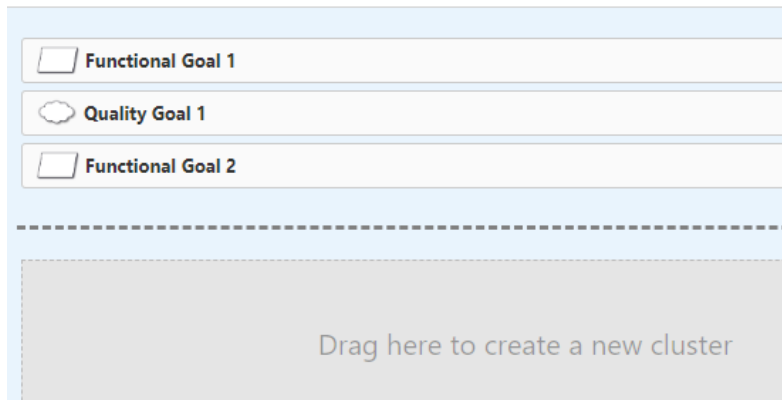 Functional Goal 1
Quality Goal 1
Functional Goal 2
Drag here to create a new cluster